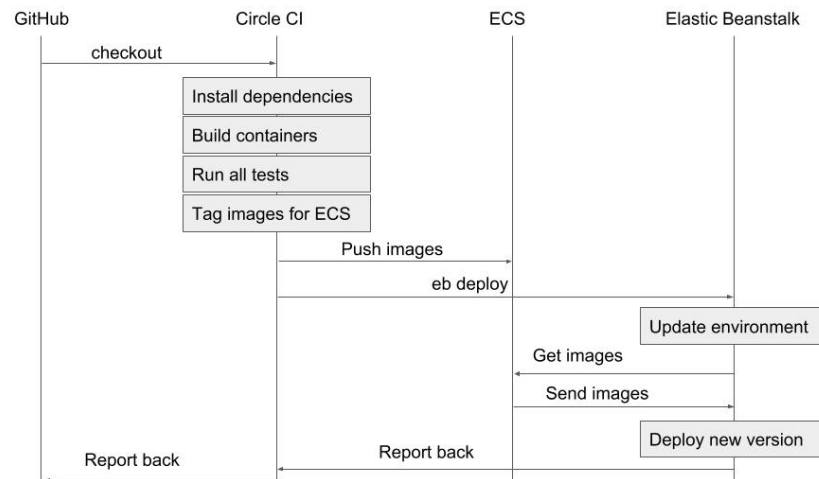 GitHub
Circle CI
ECS
Elastic Beanstalk
checkout
Install dependencies
Build containers
Run all tests
Tag images for ECS
Push images
eb deploy
Update environment
Get images
Send images
Deploy new version
Report back
Report back